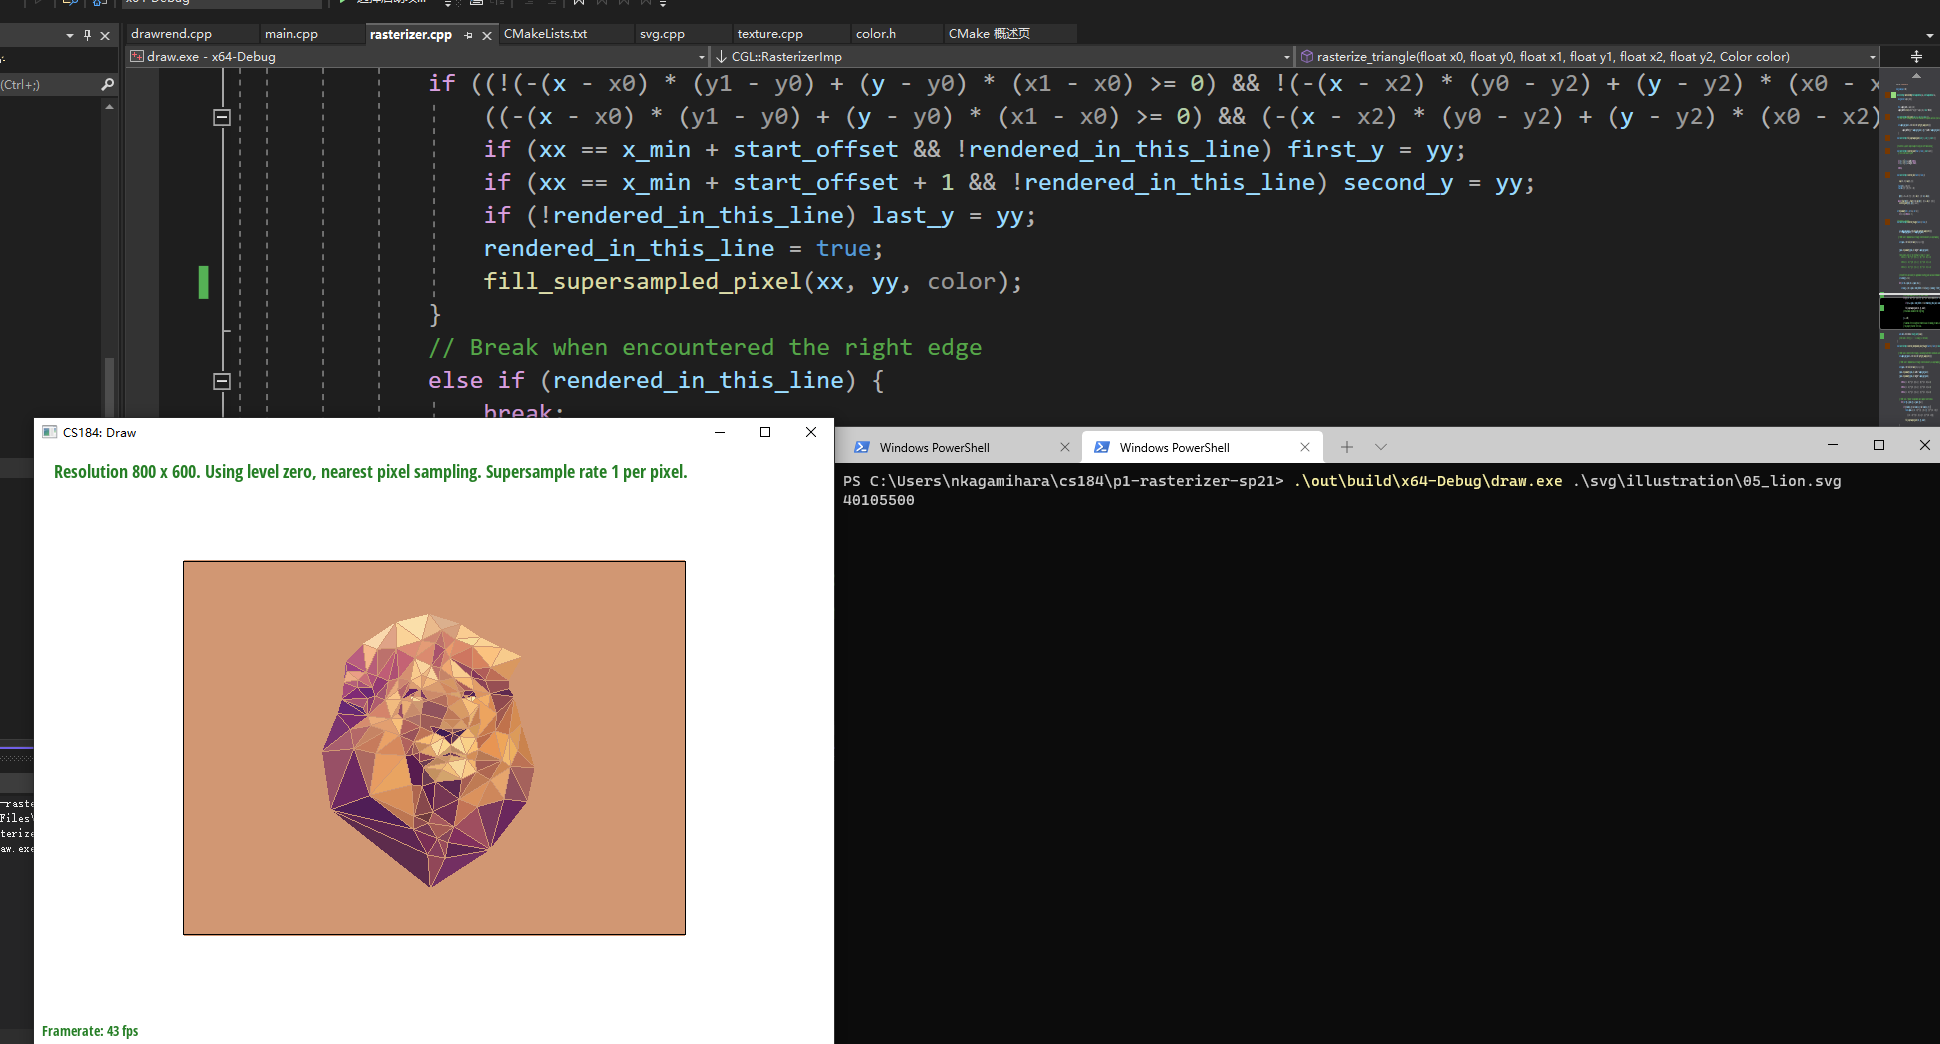 x64-Debug
drawrend.cpp main.cpp rasterizer.cpp CMakeLists.txt svg.cpp texture.cpp color.h CMake 概述页
draw.exe - x64-Debug CGL::RasterizerImp rasterize_triangle(float x0, float y0, float x1, float y1, float x2, float y2, Color color)
(Ctrl+;)
if ((!(-(x - x0) * (y1 - y0) + (y - y0) * (x1 - x0) >= 0) && !(-(x - x2) * (y0 - y2) + (y - y2) * (x0 - x
((-(x - x0) * (y1 - y0) + (y - y0) * (x1 - x0) >= 0) && (-(x - x2) * (y0 - y2) + (y - y2) * (x0 - x2)
if (xx == x_min + start_offset && !rendered_in_this_line) first_y = yy;
if (xx == x_min + start_offset + 1 && !rendered_in_this_line) second_y = yy;
if (!rendered_in_this_line) last_y = yy;
rendered_in_this_line = true;
fill_supersampled_pixel(xx, yy, color);
}
// Break when encountered the right edge
else if (rendered_in_this_line) {
break;
CS184: Draw
Resolution 800 x 600. Using level zero, nearest pixel sampling. Supersample rate 1 per pixel.
Framerate: 43 fps
Windows PowerShell Windows PowerShell
PS C:\Users\nkagamihara\cs184\p1-rasterizer-sp21> .\out\build\x64-Debug\draw.exe .\svg\illustration\05_lion.svg
40105500
-raste
Files\
terize
aw.exe